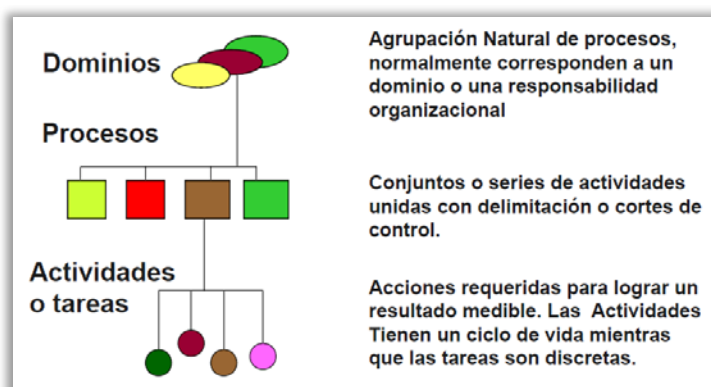 Dominios
Agrupación Natural de procesos,
normalmente corresponden a un
dominio o una responsabilidad
organizacional
Procesos
Conjuntos o series de actividades
unidas con delimitación o cortes de
control.
Actividades
o tareas
Acciones requeridas para lograr un
resultado medible. Las Actividades
Tienen un ciclo de vida mientras
que las tareas son discretas.